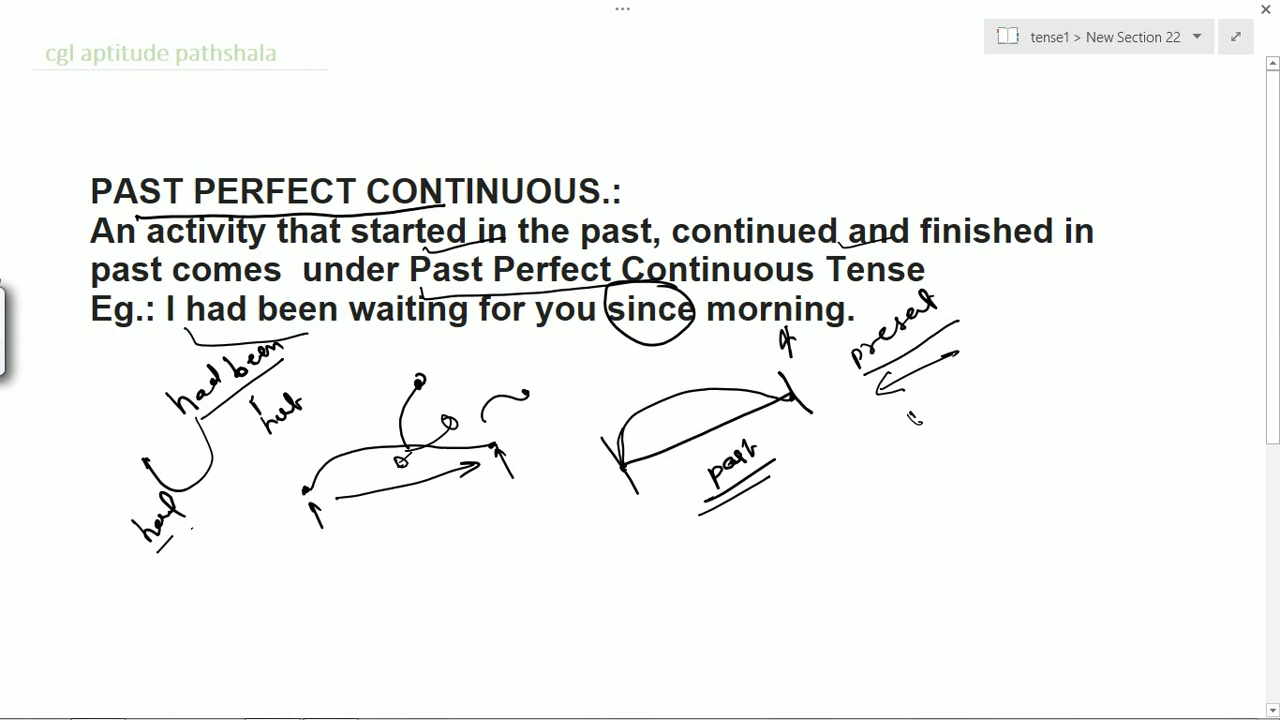 cgl aptitude pathshala
tense1 > New Section 22
PAST PERFECT CONTINUOUS.:
An activity that started in the past, continued and finished in
past comes under Past Perfect Continuous Tense
Eg.: I had been waiting for you since morning.
present
had been
past